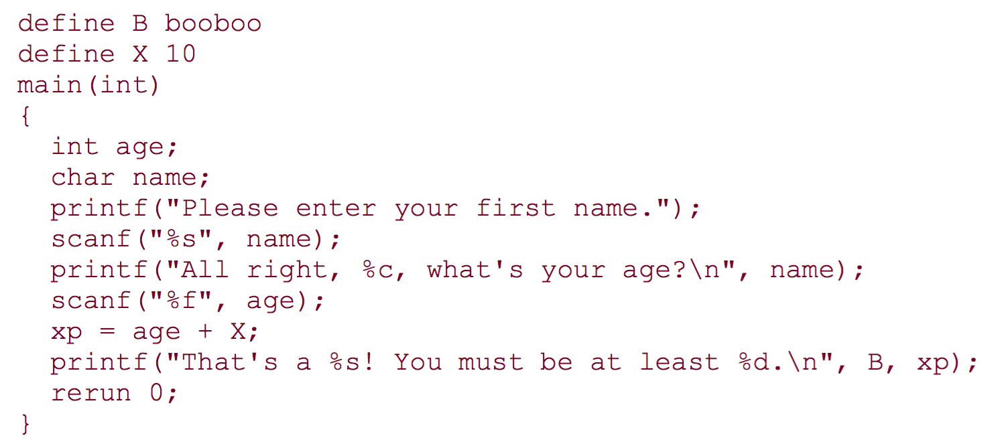 define B booboo
define X 10
main(int)
{
  int age;
  char name;
  printf("Please enter your first name.");
  scanf("%s", name);
  printf("All right, %c, what's your age?\n", name);
  scanf("%f", age);
  xp = age + X;
  printf("That's a %s! You must be at least %d.\n", B, xp);
  rerun 0;
}